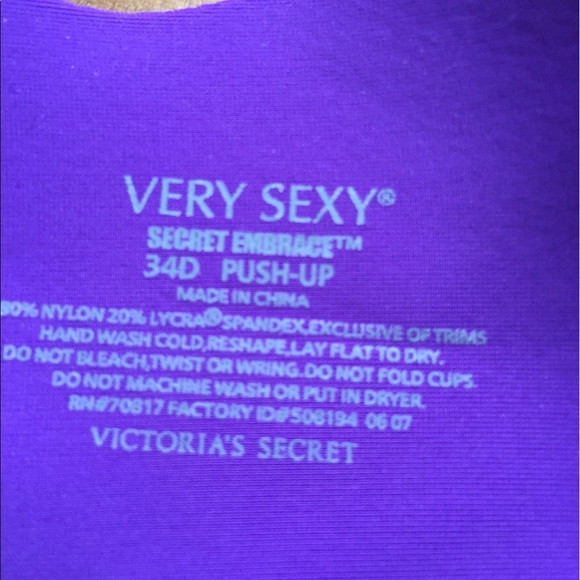 VERY SEXY®
SECRET EMBRACE™
34D PUSH-UP
MADE IN CHINA
80% NYLON 20% LYCRA® SPANDEX,EXCLUSIVE OF TRIMS
HAND WASH COLD,RESHAPE,LAY FLAT TO DRY.
DO NOT BLEACH,TWIST OR WRING.DO NOT FOLD CUPS.
DO NOT MACHINE WASH OR PUT IN DRYER.
RN#70817 FACTORY ID#508194 06 07
VICTORIA'S SECRET